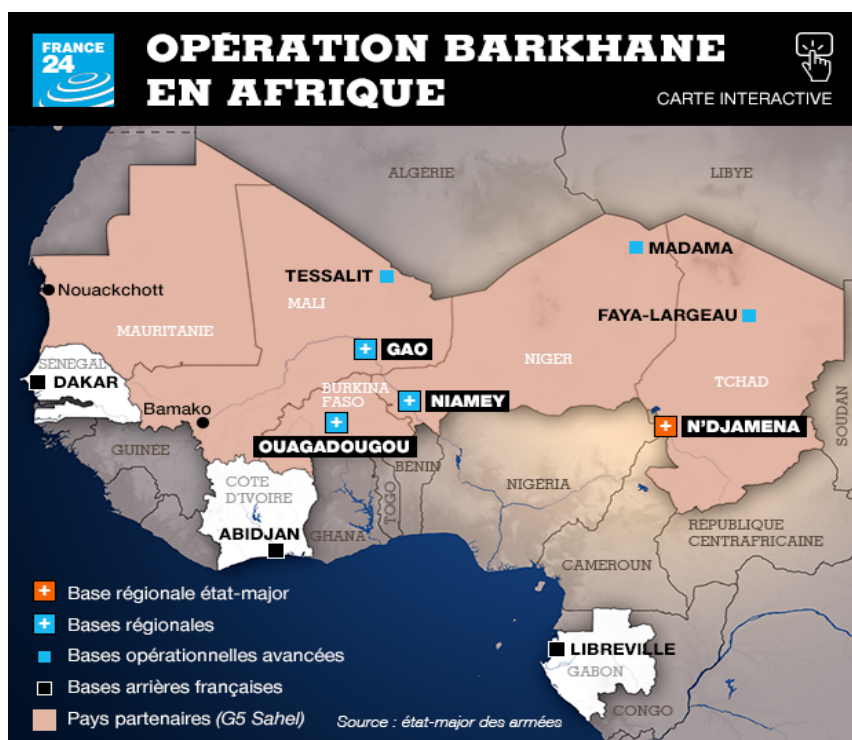 FRANCE
24
OPÉRATION BARKHANE
EN AFRIQUE
CARTE INTERACTIVE
ALGÉRIE
LIBYE
MADAMA
TESSALIT
Nouackchott
MALI
FAYA-LARGEAU
MAURITANIE
GAO
NIGER
SÉNÉGAL
DAKAR
TCHAD
BURKINA
FASO
NIAMEY
SOUDAN
Bamako
OUAGADOUGOU
N'DJAMENA
GUINÉE
BÉNIN
CÔTE
D'IVOIRE
NIGÉRIA
TOGO
ABIDJAN
GHANA
RÉPUBLIQUE
CENTRAFRICAINE
CAMEROUN
Base régionale état-major
Bases régionales
Bases opérationnelles avancées
LIBREVILLE
GABON
Bases arrières françaises
CONGO
Pays partenaires (G5 Sahel)
Source : état-major des armées